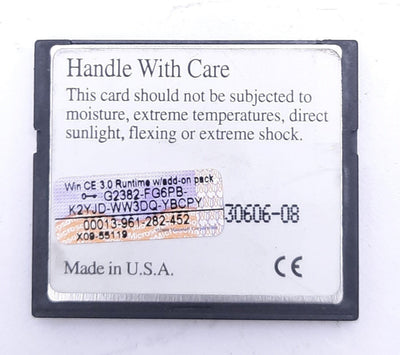 Handle With Care
This card should not be subjected to
moisture, extreme temperatures, direct
sunlight, flexing or extreme shock.
Win CE 3.0 Runtime w/add-on pack
G2382-FG6PB-
K2YJD-WW3DQ-YBCPY
00013-961-282-452
X09-55119
30606-08
Made in U.S.A.
CE